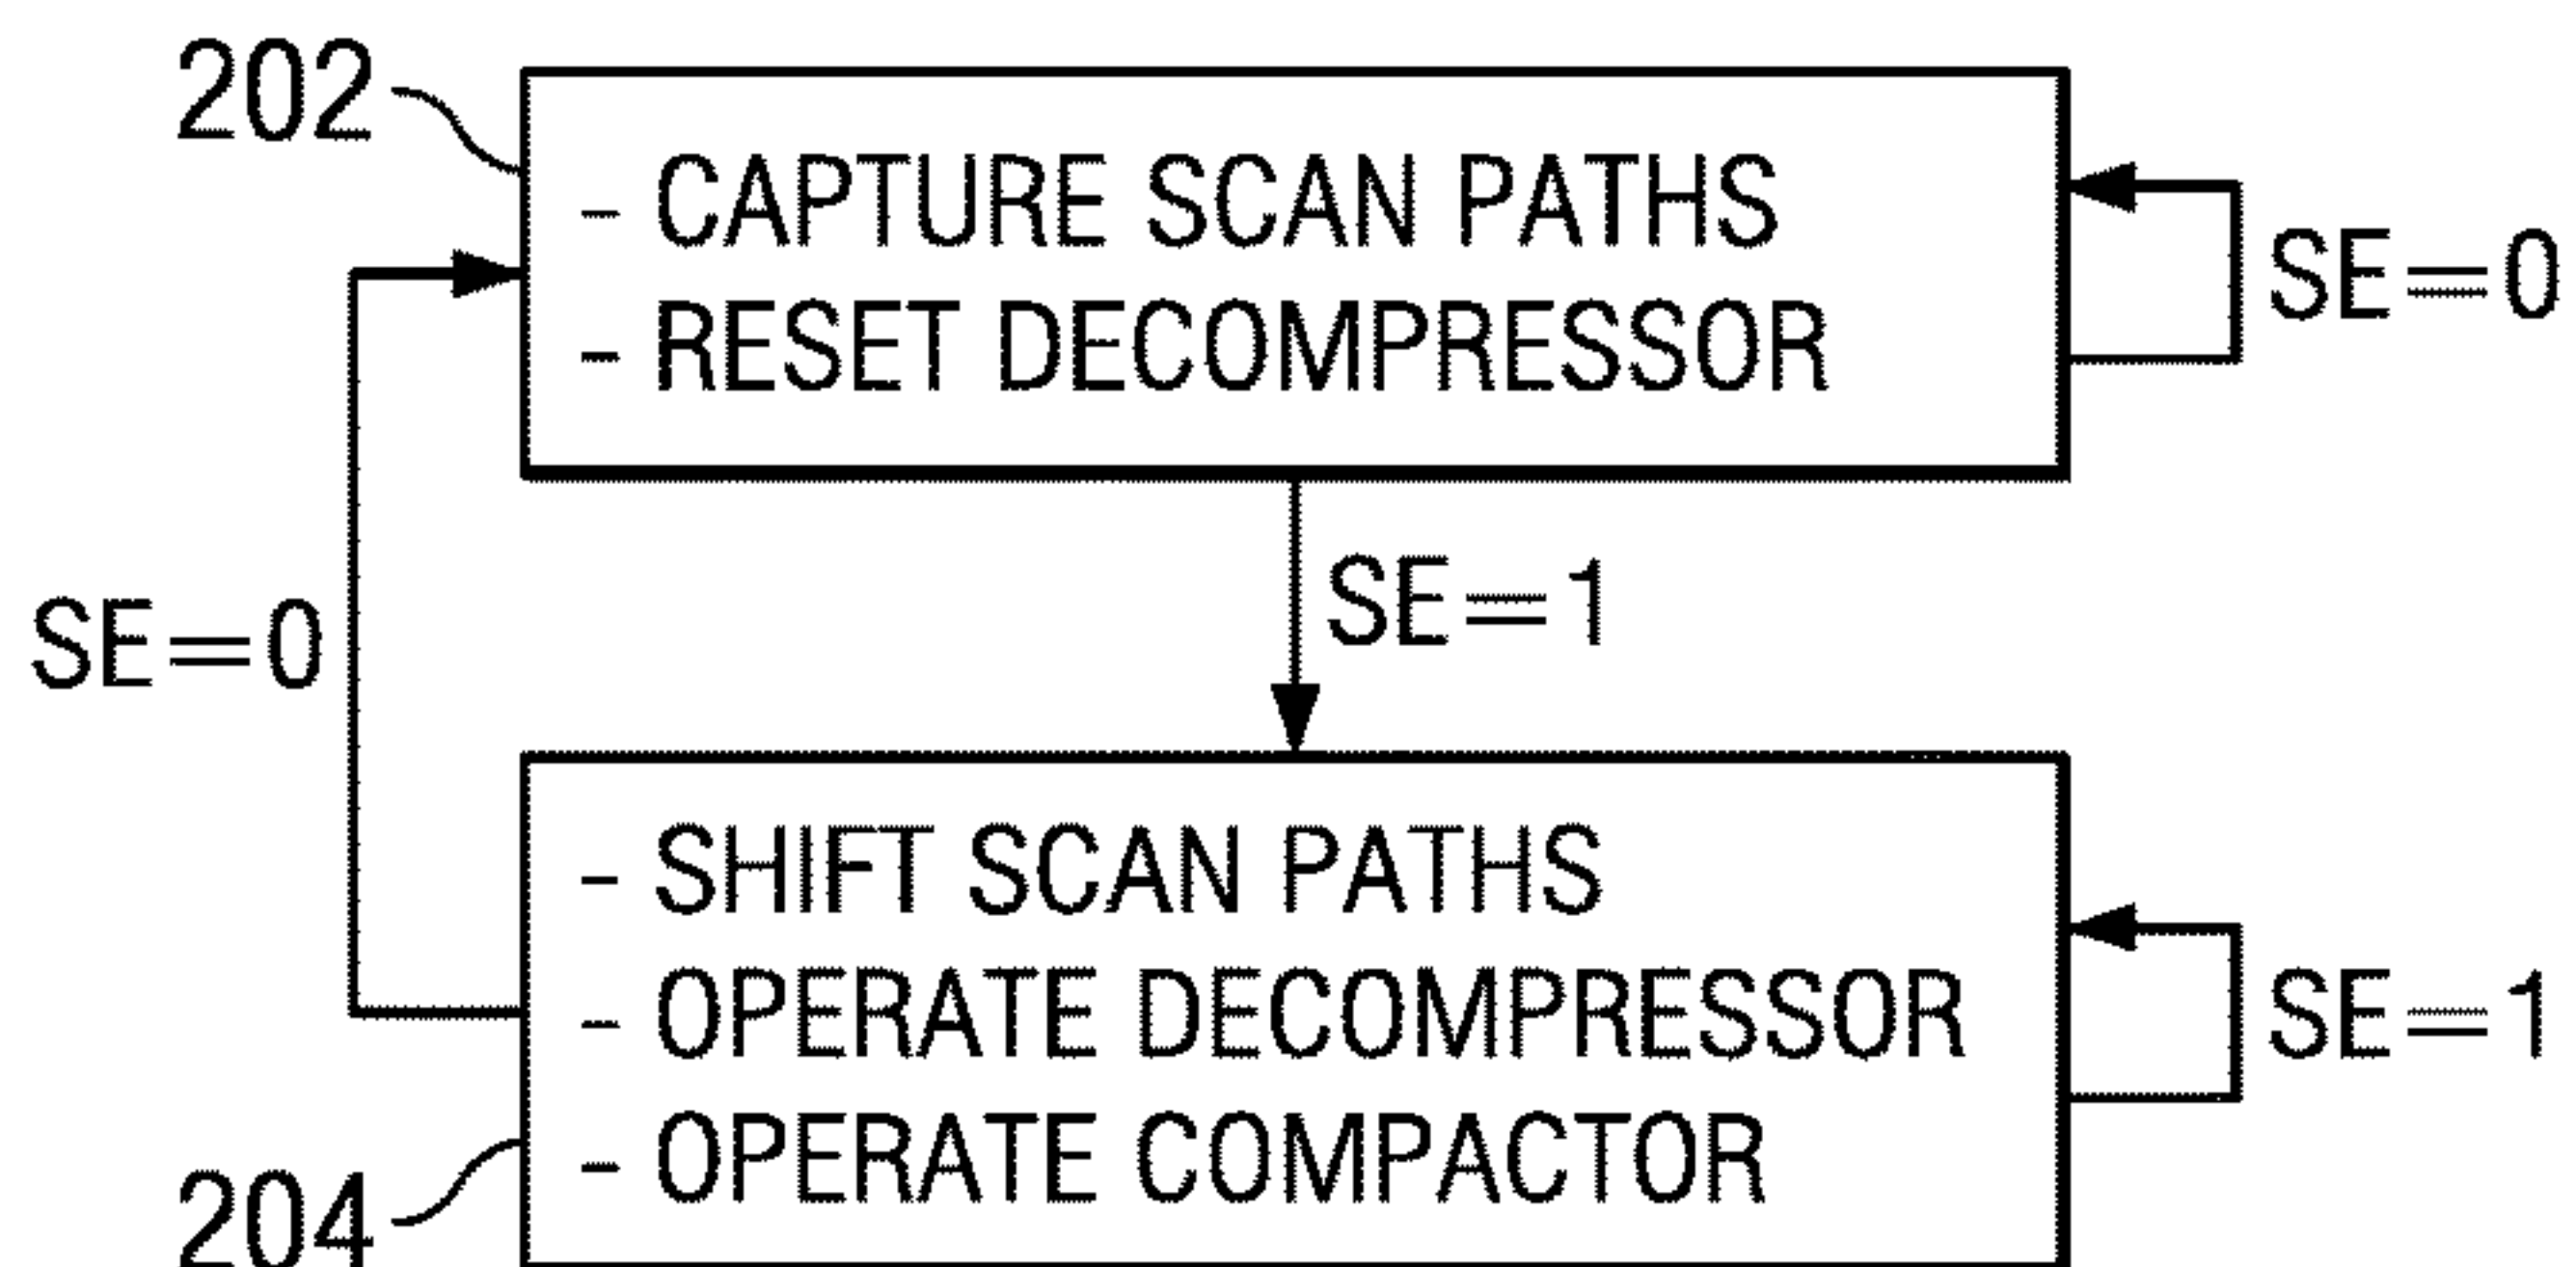 202
- CAPTURE SCAN PATHS
- RESET DECOMPRESSOR
SE=0
SE=0
SE=1
- SHIFT SCAN PATHS
- OPERATE DECOMPRESSOR
- OPERATE COMPACTOR
SE=1
204